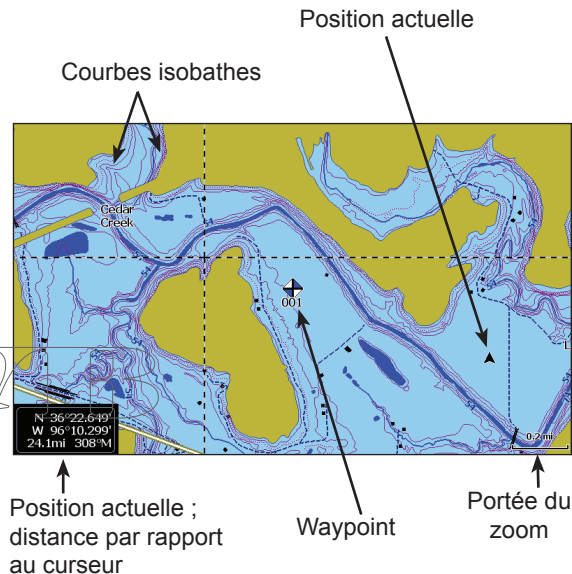 Position actuelle
Courbes isobathes
Cedar
Creek
001
L
N 36°22.649'
W 96°10.299'
24.1mi 308°M
0.2 mi
Position actuelle ;
distance par rapport
au curseur
Waypoint
Portée du
zoom